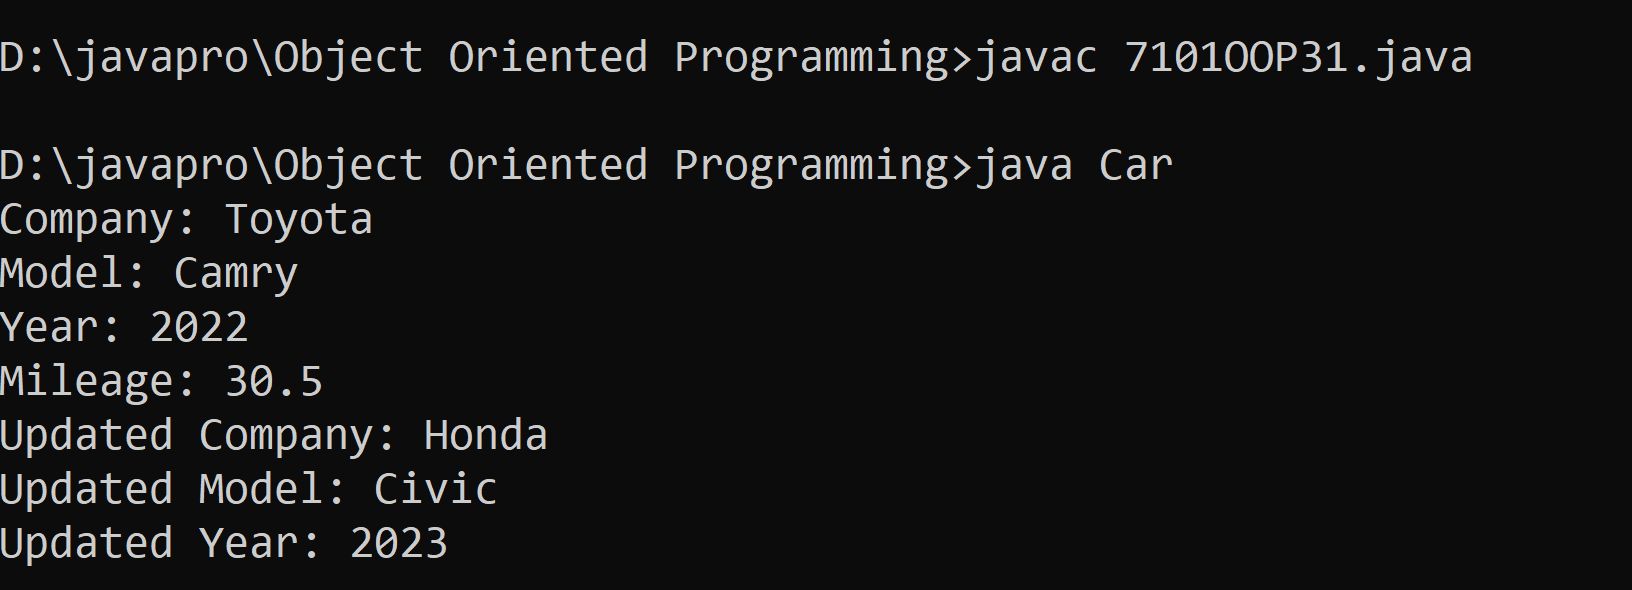 D:\javapro\Object Oriented Programming>javac 7101OOP31.java
D:\javapro\Object Oriented Programming>java Car
Company: Toyota
Model: Camry
Year: 2022
Mileage: 30.5
Updated Company: Honda
Updated Model: Civic
Updated Year: 2023